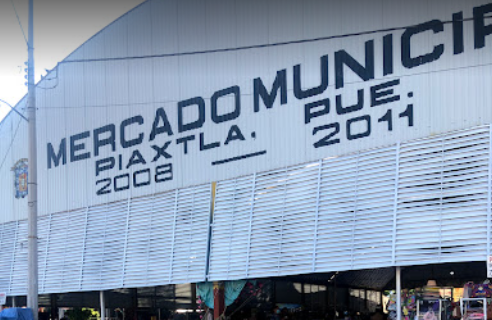 MERCADO MUNICIP
PIAXTLA, PUE.
2008 — 2011